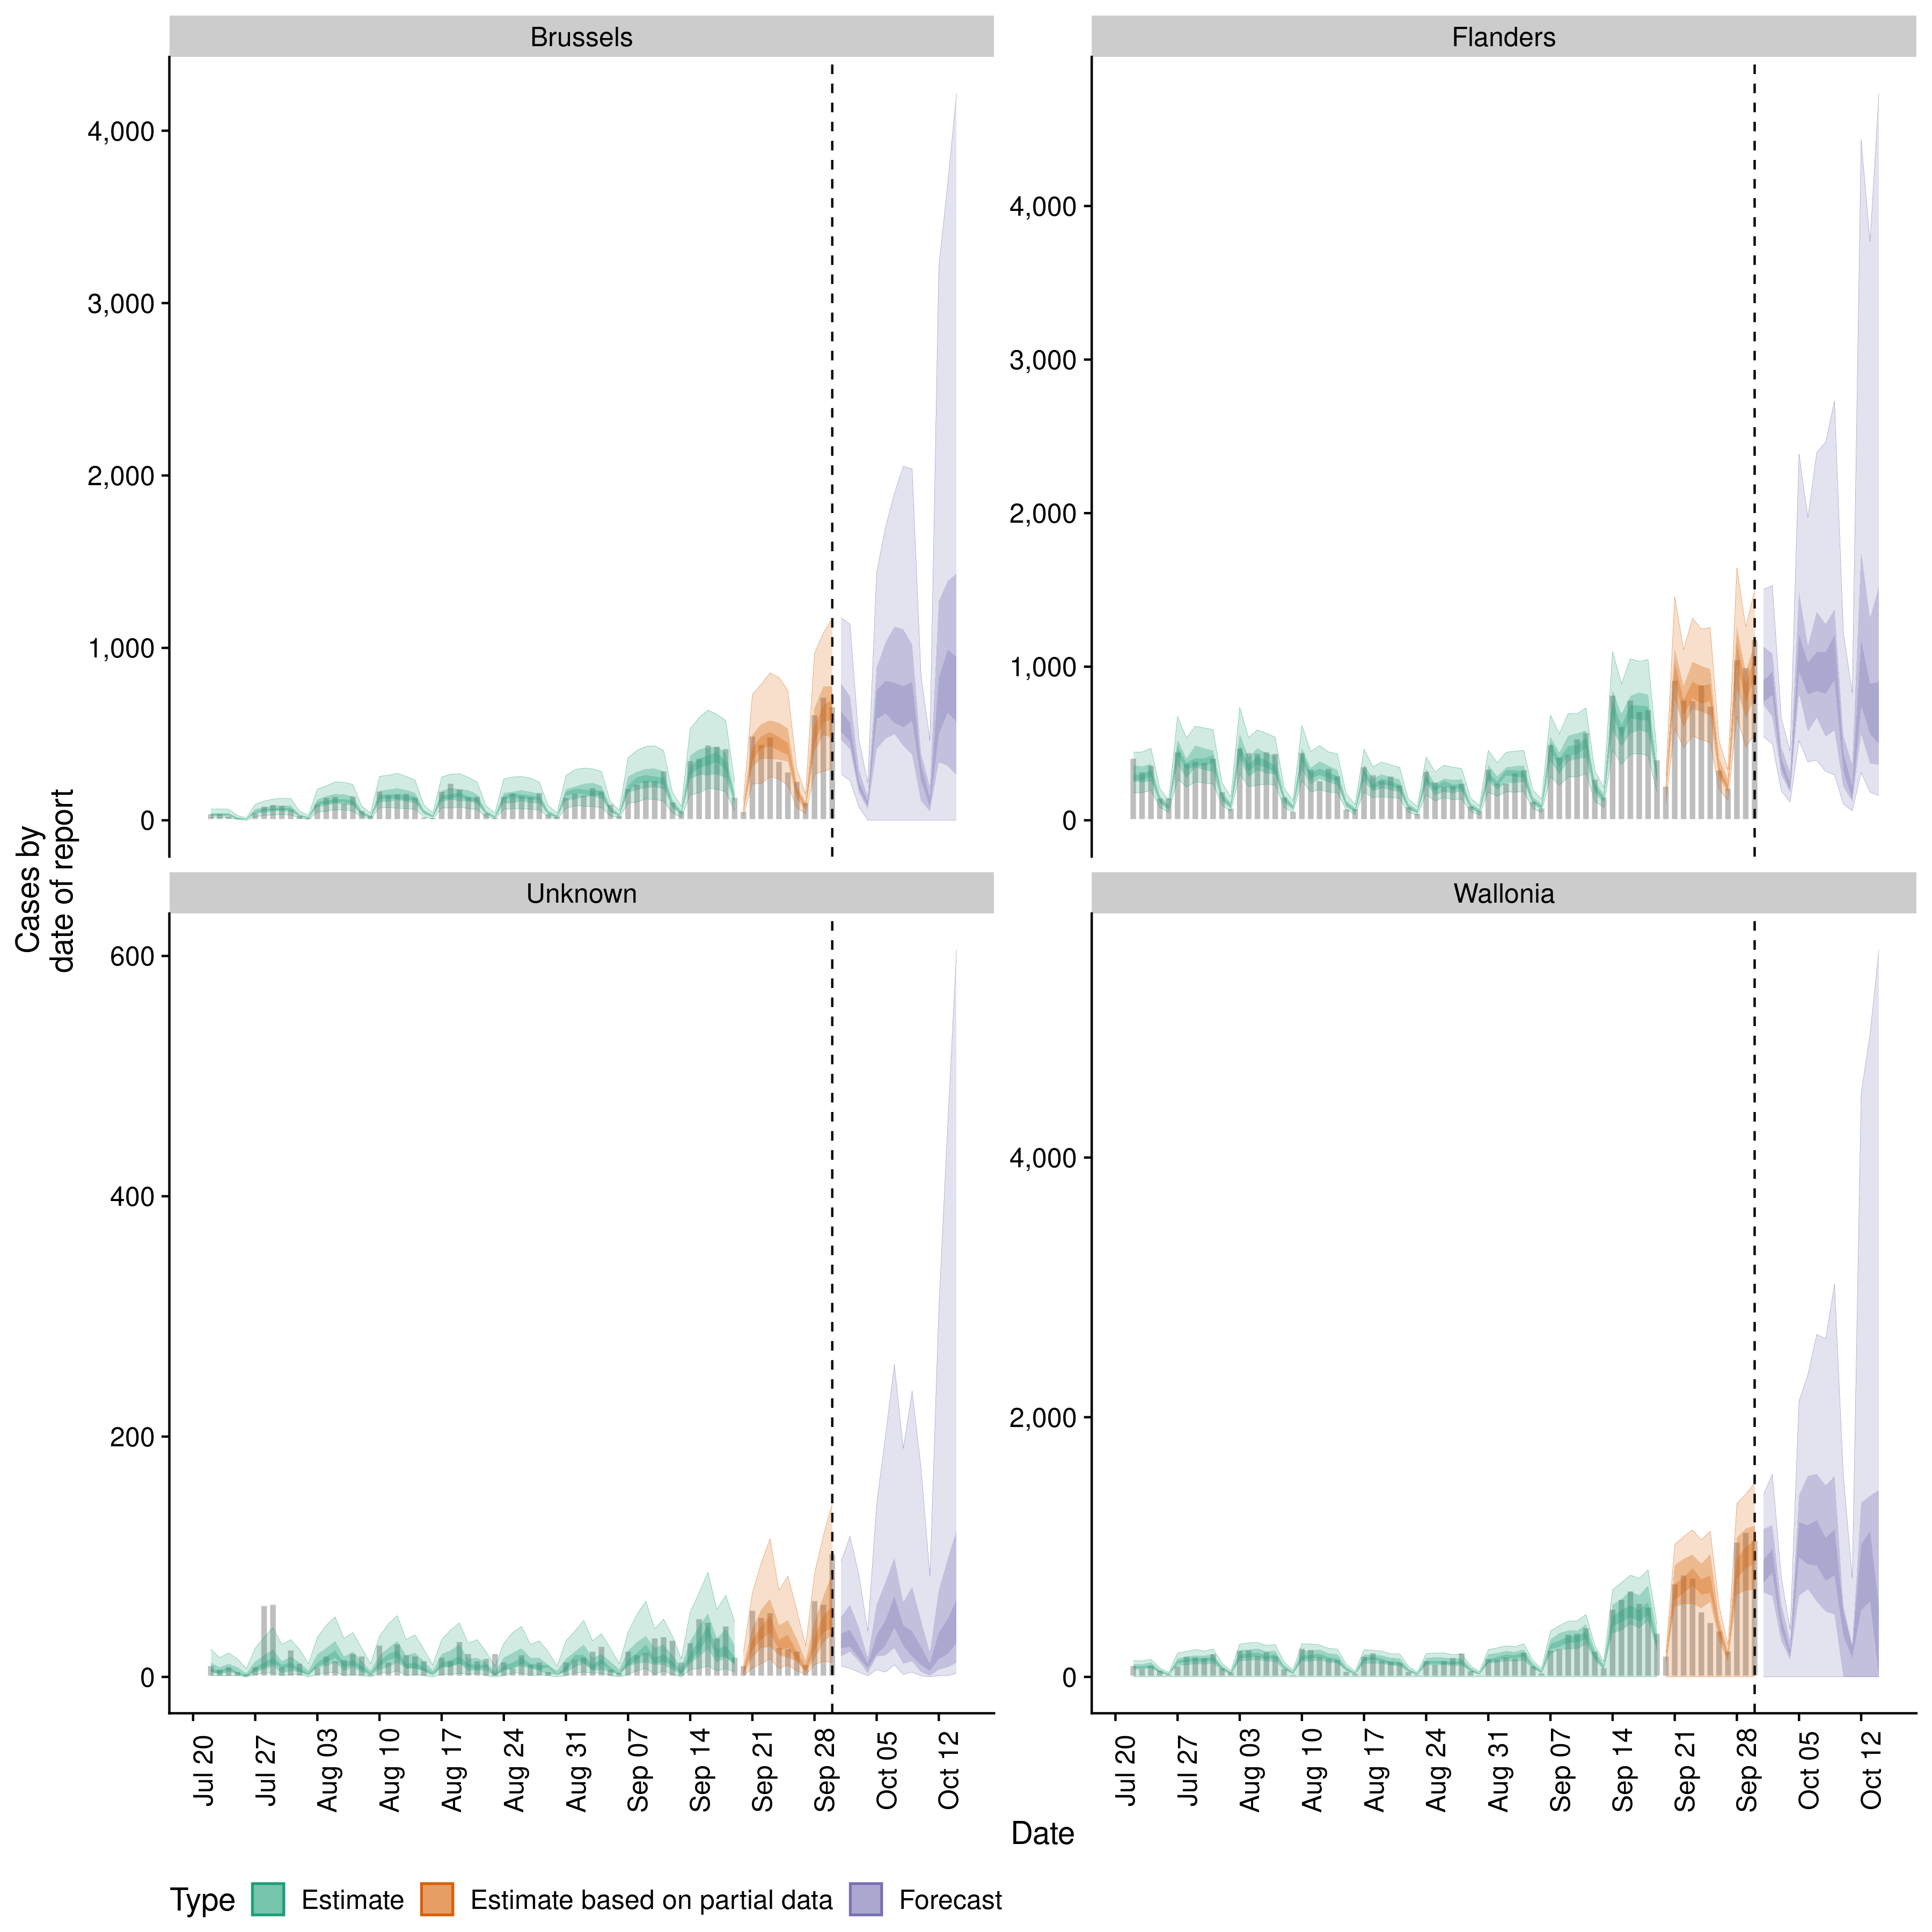 Brussels
Flanders
4,000
3,000
2,000
1,000
0
4,000
3,000
2,000
1,000
0
Cases by
date of report
Unknown
Wallonia
600
400
200
0
4,000
2,000
0
Jul 20
Jul 27
Aug 03
Aug 10
Aug 17
Aug 24
Aug 31
Sep 07
Sep 14
Sep 21
Sep 28
Oct 05
Oct 12
Jul 20
Jul 27
Aug 03
Aug 10
Aug 17
Aug 24
Aug 31
Sep 07
Sep 14
Sep 21
Sep 28
Oct 05
Oct 12
Date
Type Estimate Estimate based on partial data Forecast